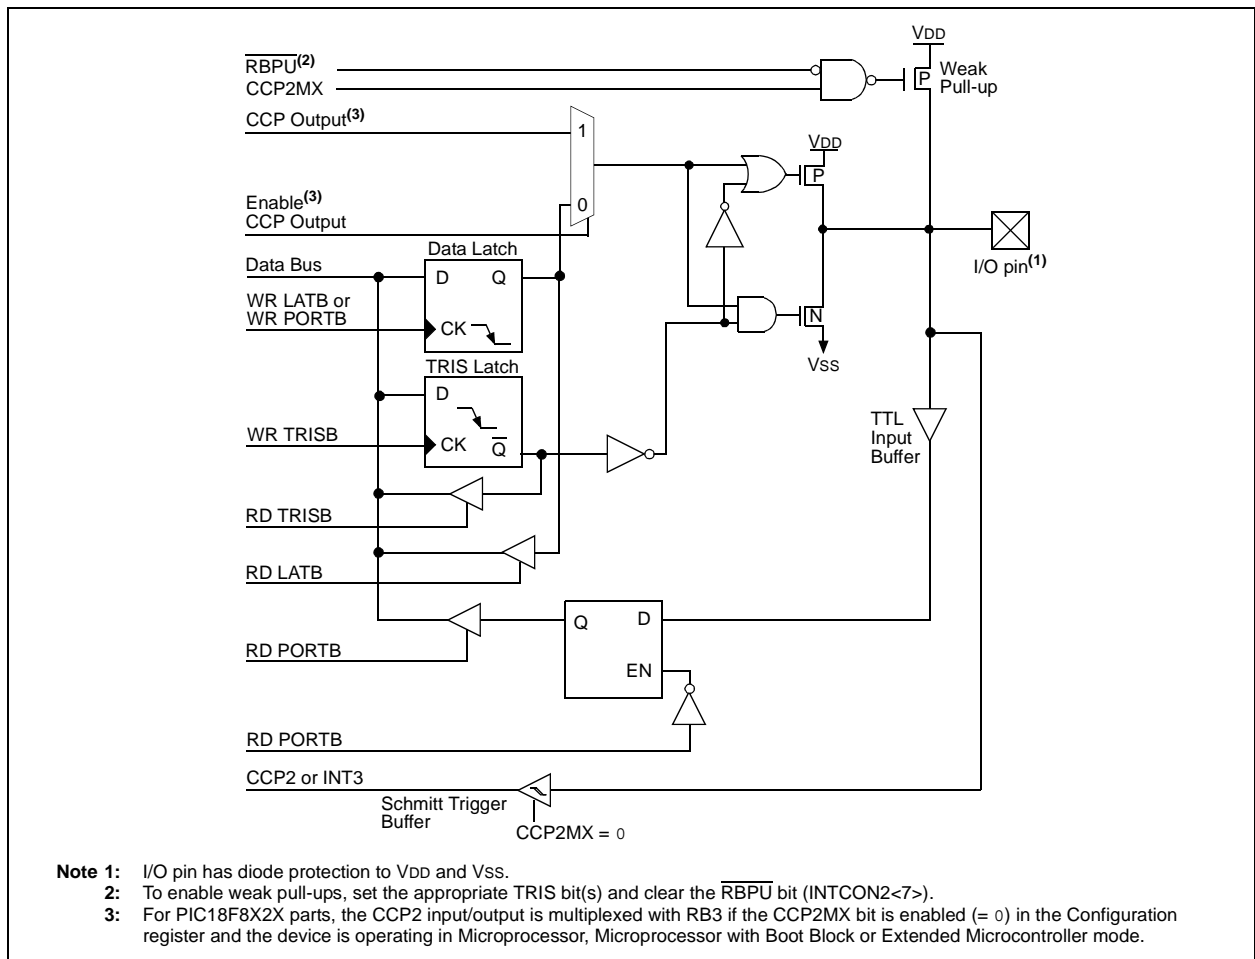 VDD
RBPU(2)
CCP2MX
P
Weak
Pull-up
CCP Output(3)
1
VDD
P
Enable(3)
CCP Output
0
I/O pin(1)
Data Latch
Data Bus
D
Q
WR LATB or
WR PORTB
CK
N
VSS
TRIS Latch
D
WR TRISB
CK
Q
TTL
Input
Buffer
RD TRISB
RD LATB
Q
D
EN
RD PORTB
RD PORTB
CCP2 or INT3
Schmitt Trigger
Buffer
CCP2MX = 0
Note 1: I/O pin has diode protection to VDD and VSS.
2: To enable weak pull-ups, set the appropriate TRIS bit(s) and clear the RBPU bit (INTCON2<7>).
3: For PIC18F8X2X parts, the CCP2 input/output is multiplexed with RB3 if the CCP2MX bit is enabled (= 0) in the Configuration
register and the device is operating in Microprocessor, Microprocessor with Boot Block or Extended Microcontroller mode.